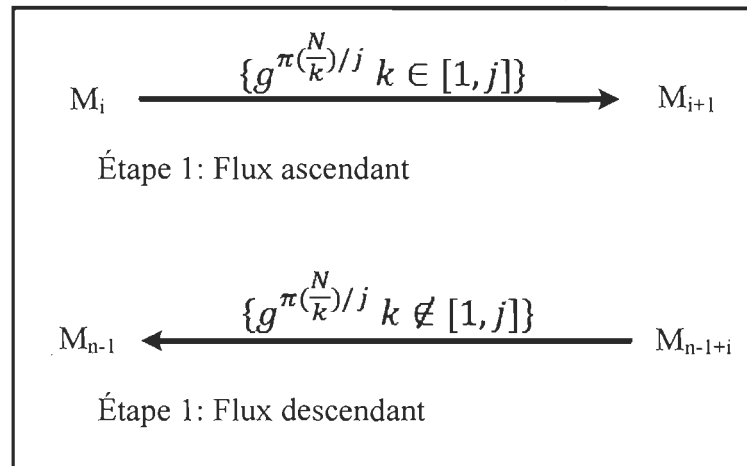 {g^{π(N/k)/j} k ∈ [1, j]}
M_i M_{i+1}
Étape 1: Flux ascendant
{g^{π(N/k)/j} k ∉ [1, j]}
M_{n-1} M_{n-1+i}
Étape 1: Flux descendant